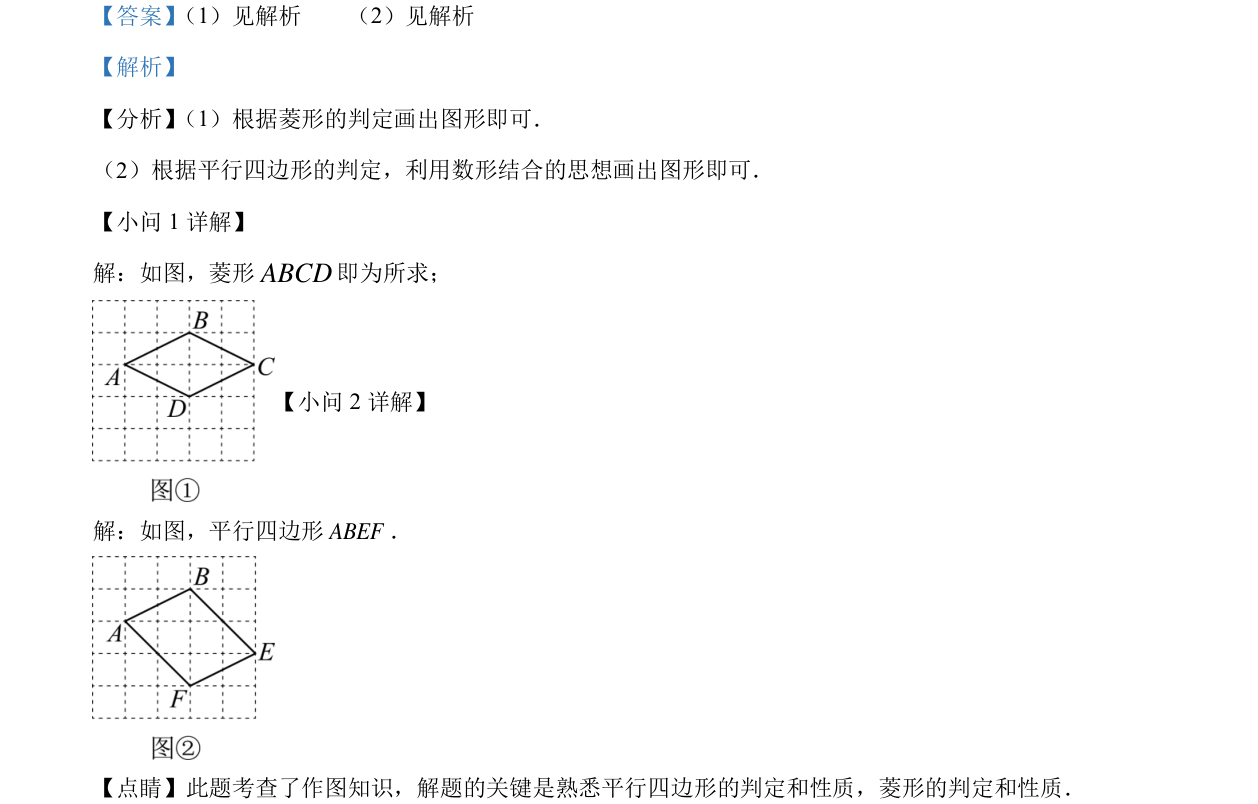 【答案】（1）见解析 （2）见解析
【解析】
【分析】（1）根据菱形的判定画出图形即可．
（2）根据平行四边形的判定，利用数形结合的思想画出图形即可．
【小问 1 详解】
解：如图，菱形 ABCD 即为所求；
B
A
C
D
【小问 2 详解】
图①
解：如图，平行四边形 ABEF ．
B
A
E
F
图②
【点睛】此题考查了作图知识，解题的关键是熟悉平行四边形的判定和性质，菱形的判定和性质．